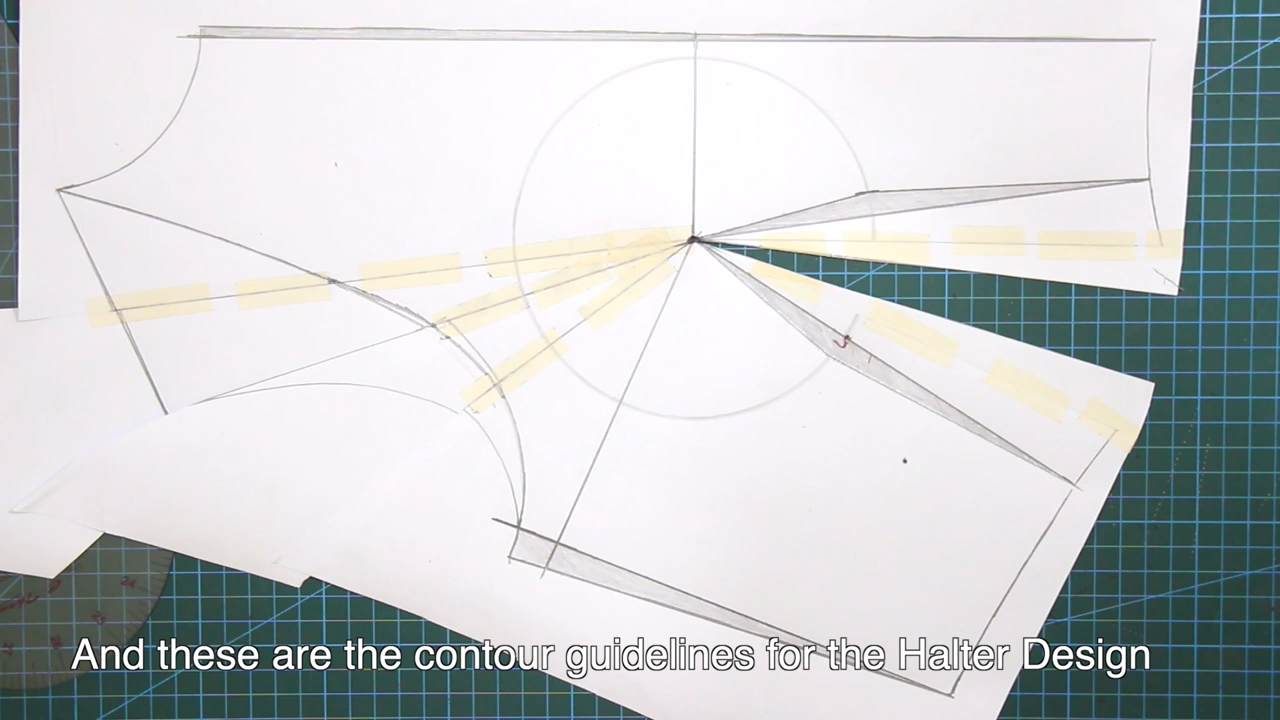 And these are the contour guidelines for the Halter Design